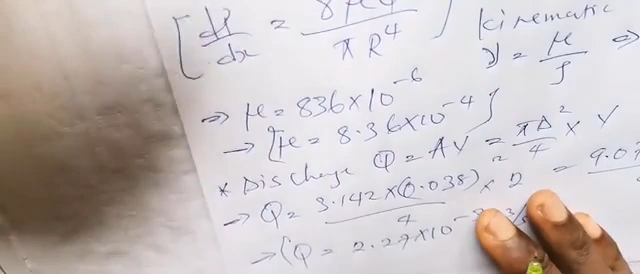 [dP/dx = 8μQ/πR⁴] kinematic
ν = μ/ρ ⇒
⇒ μ = 836×10⁻⁶
→ [μ = 8.36×10⁻⁴]
* Discharge Q = AV = πD²/4 × V
→ Q = 3.142×(0.038)²/4 × 2 =
→ (Q = 2.27×10